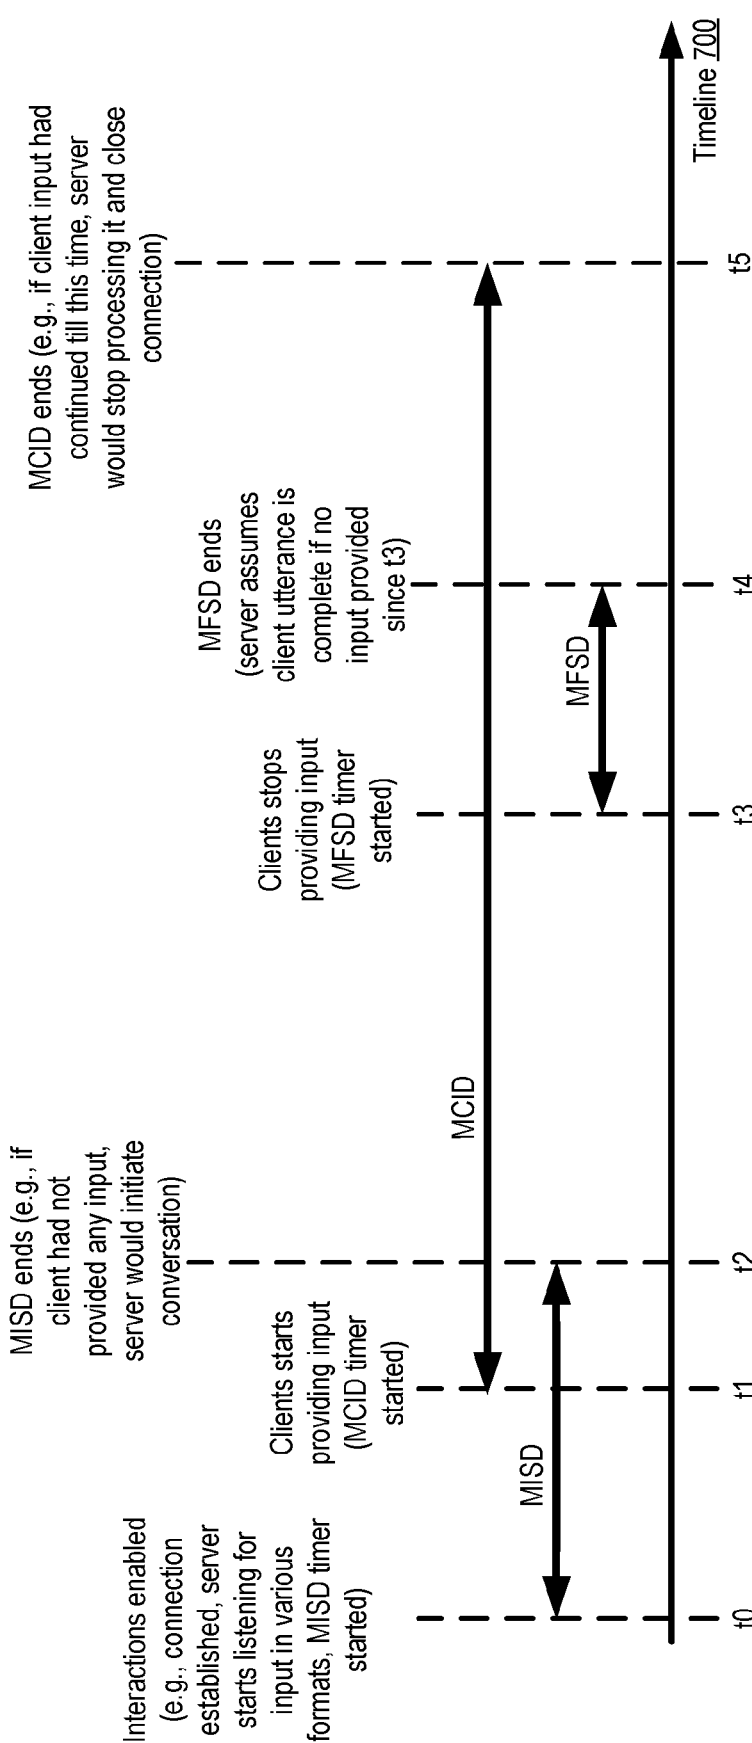 Interactions enabled
(e.g., connection
established, server
starts listening for
input in various
formats, MISD timer
started)
Clients starts
providing input
(MCID timer
started)
MISD ends (e.g., if
client had not
provided any input,
server would initiate
conversation)
Clients stops
providing input
(MFSD timer
started)
MFSD ends
(server assumes
client utterance is
complete if no
input provided
since t3)
MCID ends (e.g., if client input had
continued till this time, server
would stop processing it and close
connection)
MCID
MISD
MFSD
t0
t1
t2
t3
t4
t5
Timeline 700